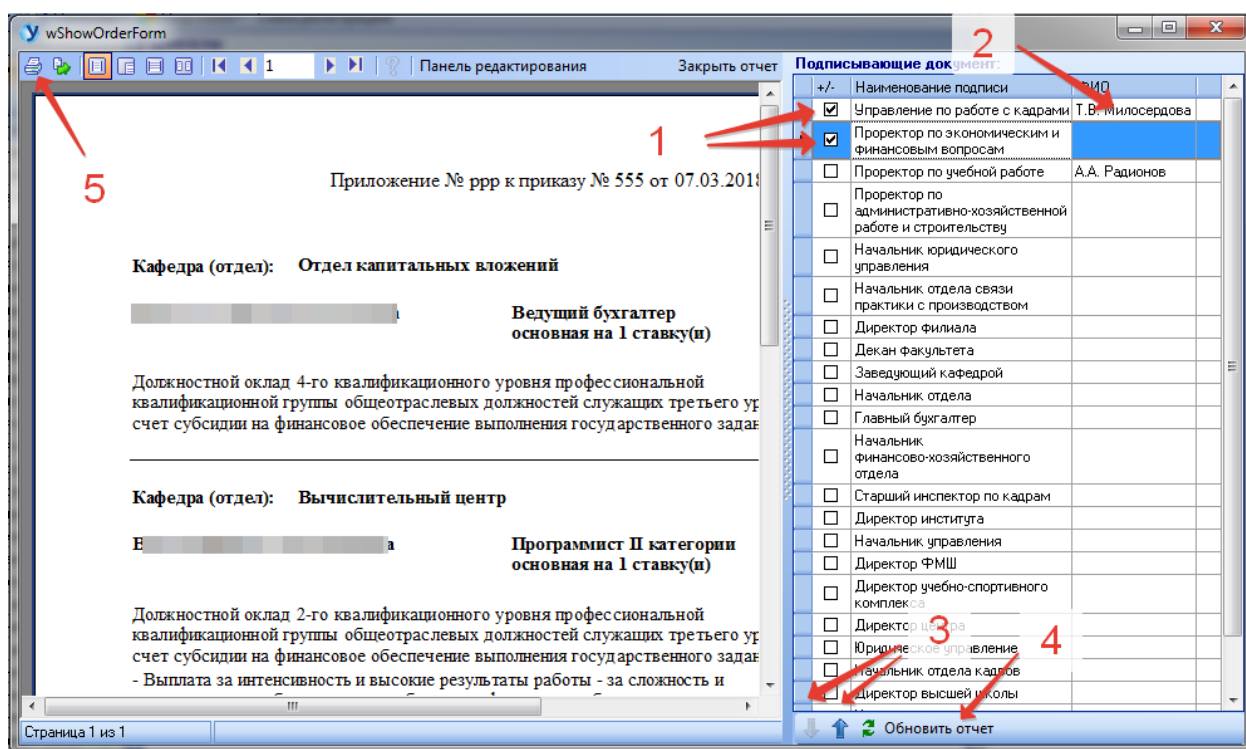 wShowOrderForm
1
Панель редактирования
Закрыть отчет
Приложение № ppp к приказу № 555 от 07.03.2018
Кафедра (отдел): Отдел капитальных вложений
Ведущий бухгалтер
основная на 1 ставку(и)
Должностной оклад 4-го квалификационного уровня профессиональной
квалификационной группы общеотраслевых должностей служащих третьего ур
счет субсидии на финансовое обеспечение выполнения государственного задан
Кафедра (отдел): Вычислительный центр
В а Программист II категории
основная на 1 ставку(и)
Должностной оклад 2-го квалификационного уровня профессиональной
квалификационной группы общеотраслевых должностей служащих третьего ур
счет субсидии на финансовое обеспечение выполнения государственного задан
- Выплата за интенсивность и высокие результаты работы - за сложность и
Страница 1 из 1
Подписывающие документ:
+/- Наименование подписи ФИО
Управление по работе с кадрами Т.В. Милосердова
Проректор по экономическим и
финансовым вопросам
Проректор по учебной работе А.А. Радионов
Проректор по
административно-хозяйственной
работе и строительству
Начальник юридического
управления
Начальник отдела связи
практики с производством
Директор филиала
Декан факультета
Заведующий кафедрой
Начальник отдела
Главный бухгалтер
Начальник
финансово-хозяйственного
отдела
Старший инспектор по кадрам
Директор института
Начальник управления
Директор ФМШ
Директор учебно-спортивного
комплекса
Директор центра
Юридическое управление
Начальник отдела кадров
Директор высшей школы
Обновить отчет
1
2
3
4
5